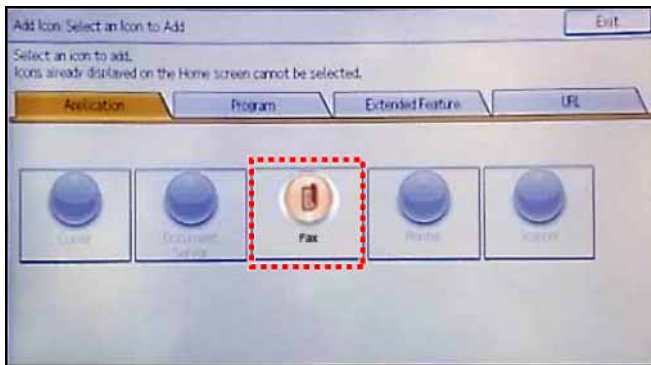 Add Icon: Select an Icon to Add
Exit
Select an icon to add.
Icons already displayed on the Home screen cannot be selected.
Application
Program
Extended Feature
URL
Copier
Document
Server
Fax
Printer
Scanner